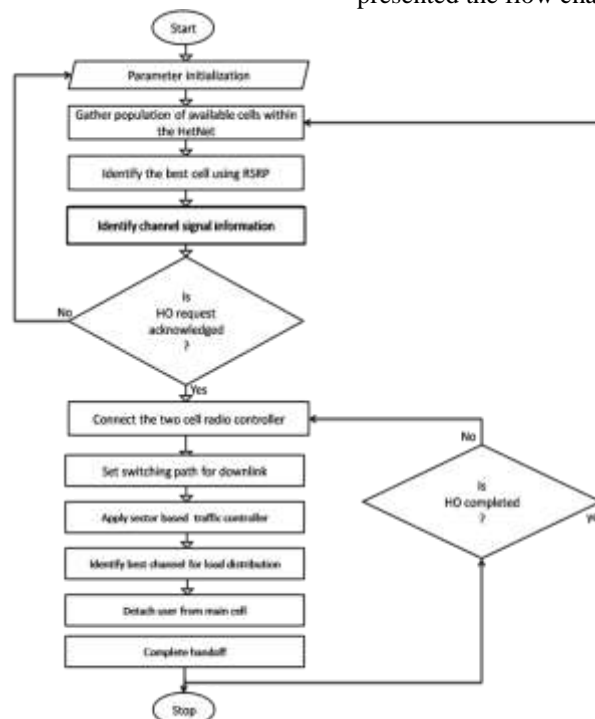 presented the flow cha
Start
Parameter initialization
Gather population of available cells within
the HetNet
Identify the best cell using RSRP
Identify channel signal information
Is
HO request
acknowledged
?
No
Yes
Connect the two cell radio controller
Set switching path for downlink
Apply sector based traffic controller
Identify best channel for load distribution
Detach user from main cell
Complete handoff
Stop
No
Is
HO completed
?
ye